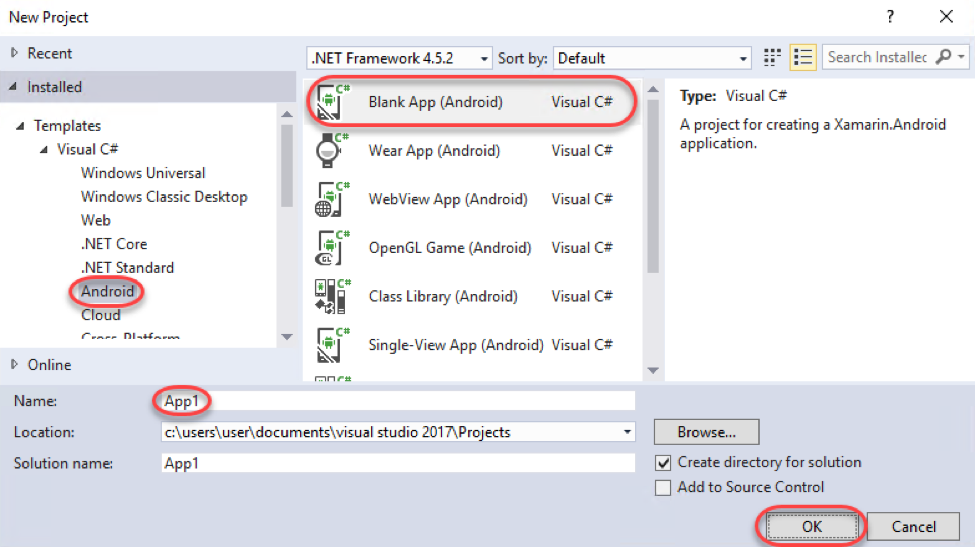 New Project ? ×
Recent
Installed
Templates
Visual C#
Windows Universal
Windows Classic Desktop
Web
.NET Core
.NET Standard
Android
Cloud
Cross-Platform
Online
.NET Framework 4.5.2 Sort by: Default
Search Installed
C# Blank App (Android) Visual C#
C# Wear App (Android) Visual C#
C# WebView App (Android) Visual C#
C# OpenGL Game (Android) Visual C#
GL
C# Class Library (Android) Visual C#
C# Single-View App (Android) Visual C#
C#
Type: Visual C#
A project for creating a Xamarin.Android
application.
Name: App1
Location: c:\users\user\documents\visual studio 2017\Projects Browse...
Solution name: App1
Create directory for solution
Add to Source Control
OK Cancel